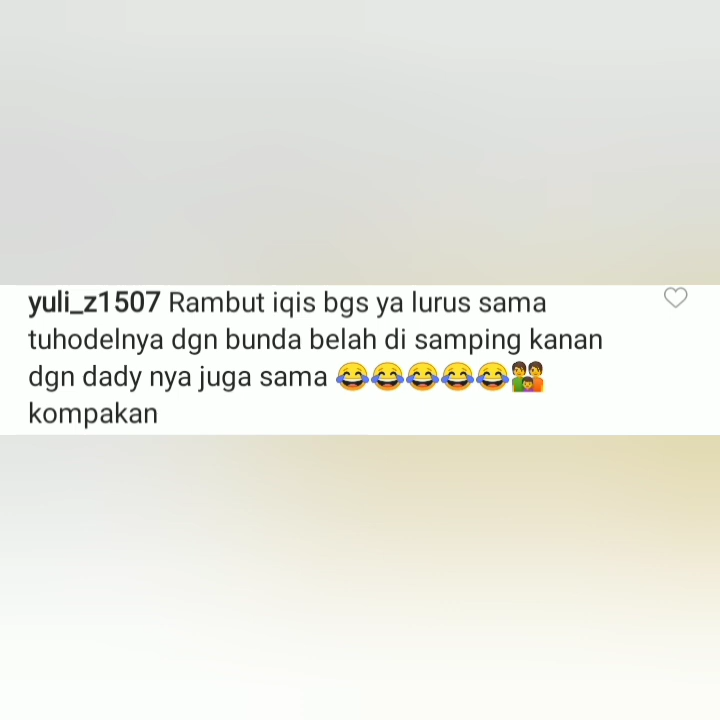 yuli_z1507 Rambut iqis bgs ya lurus sama
tuhodelnya dgn bunda belah di samping kanan
dgn dady nya juga sama 😂😂😂😂😂👨‍👩‍👦
kompakan